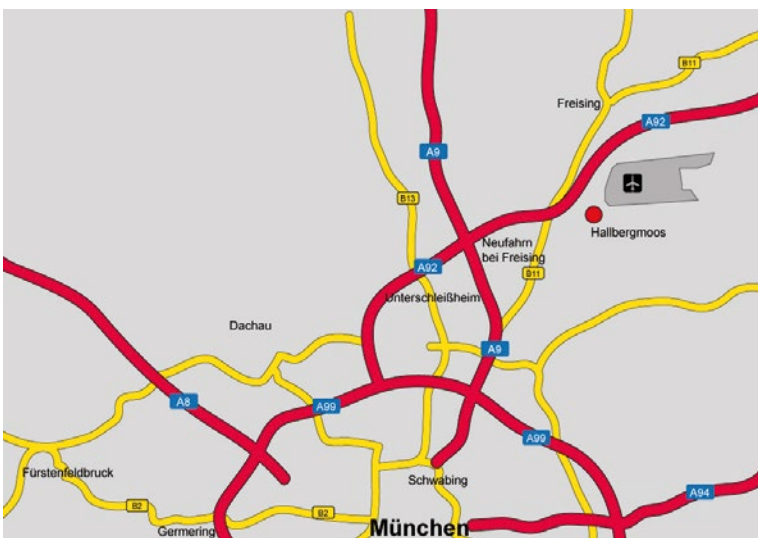 B11
Freising
A92
A9
B13
Hallbergmoos
Neufahrn
bei Freising
A92
B11
Unterschleißheim
Dachau
A9
A8
A99
A99
Fürstenfeldbruck
Schwabing
A94
B2
B2
Germering
München